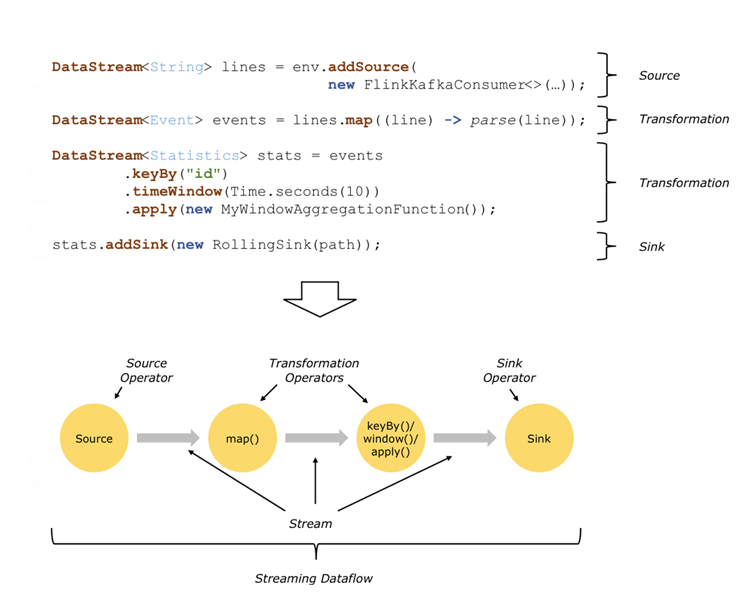 DataStream<String> lines = env.addSource(
new FlinkKafkaConsumer<>(…));
Source
DataStream<Event> events = lines.map((line) -> parse(line));
Transformation
DataStream<Statistics> stats = events
.keyBy("id")
.timeWindow(Time.seconds(10))
.apply(new MyWindowAggregationFunction());
Transformation
stats.addSink(new RollingSink(path));
Sink
Source
Operator
Transformation
Operators
Sink
Operator
Source
map()
keyBy()/
window()/
apply()
Sink
Stream
Streaming Dataflow